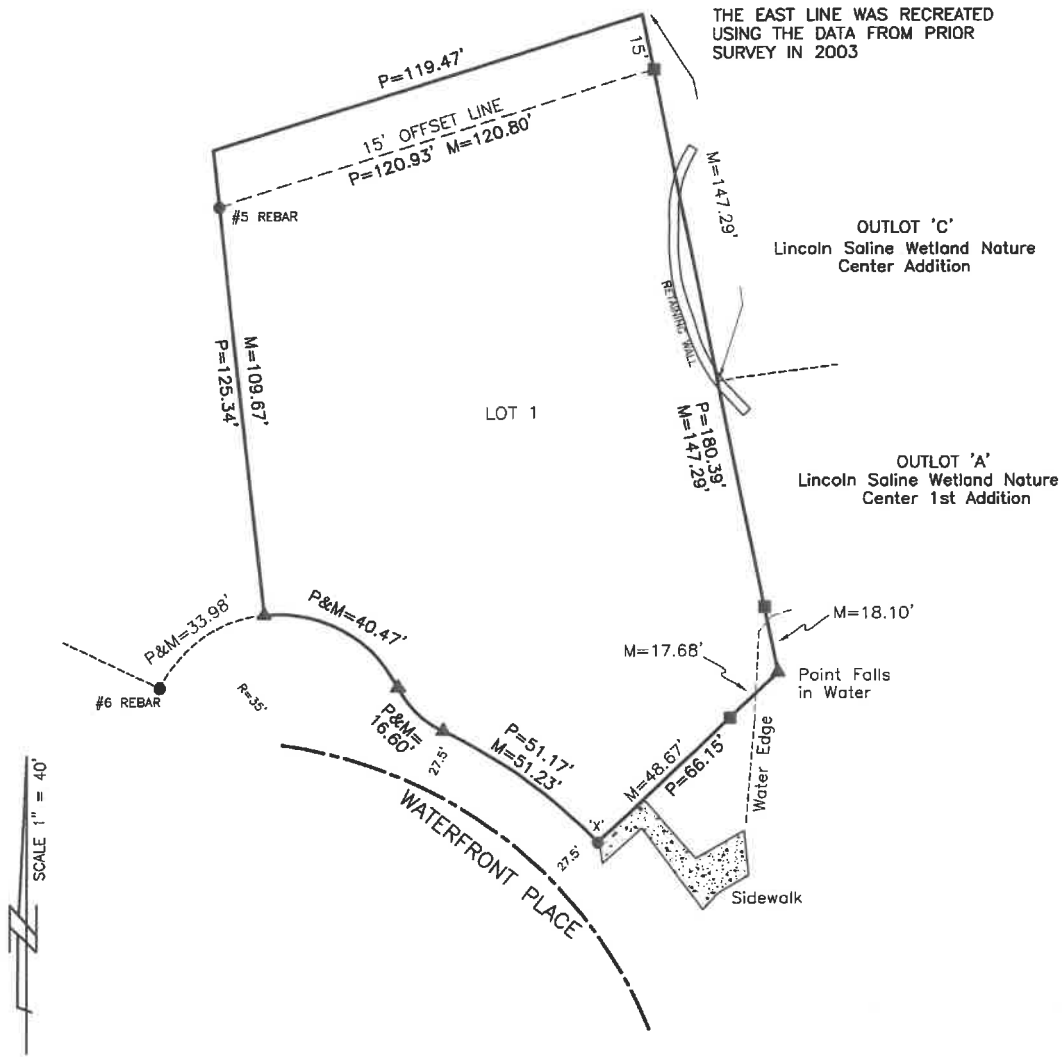 THE EAST LINE WAS RECREATED
USING THE DATA FROM PRIOR
SURVEY IN 2003
15'
P=119.47'
15' OFFSET LINE
P=120.93' M=120.80'
#5 REBAR
M=147.29'
OUTLOT 'C'
Lincoln Saline Wetland Nature
Center Addition
RETAINING WALL
M=109.67'
P=125.34'
LOT 1
P=180.39'
M=147.29'
OUTLOT 'A'
Lincoln Saline Wetland Nature
Center 1st Addition
P&M=33.98'
P&M=40.47'
M=18.10'
M=17.68'
Point Falls
in Water
#6 REBAR
R=35'
P&M=
16.60'
27.5'
P=51.17'
M=51.23'
M=48.67'
P=66.15'
Water Edge
'X'
27.5'
WATERFRONT PLACE
Sidewalk
SCALE 1" = 40'